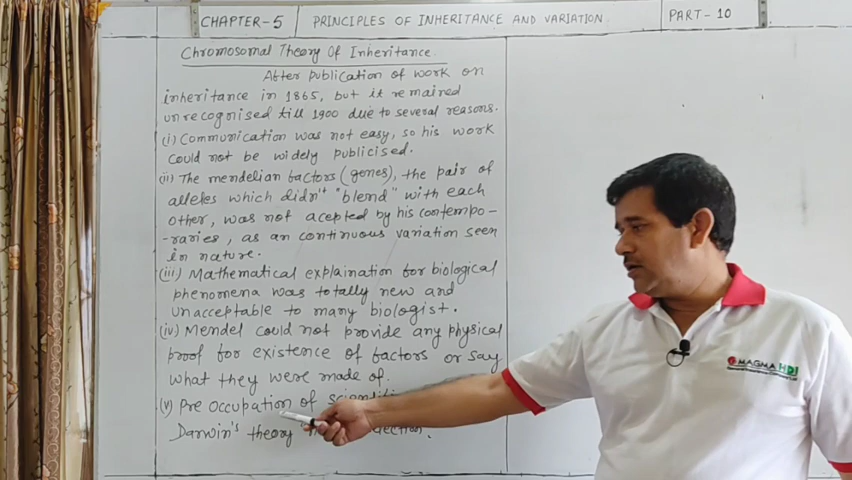 CHAPTER-5
PRINCIPLES OF INHERITANCE AND VARIATION
PART-10
Chromosomal Theory Of Inheritance
After publication of work on
inheritance in 1865, but it remained
unrecognised till 1900 due to several reasons.
(i) Communication was not easy, so his work
could not be widely publicised.
(ii) The mendelian factors (genes), the pair of
alleles which didn't "blend" with each
other, was not acepted by his contempo-
-raries, as an continuous variation seen
in nature.
(iii) Mathematical explaination for biological
phenomena was totally new and
unacceptable to many biologist.
(iv) Mendel could not provide any physical
proof for existence of factors or say
what they were made of.
(v) Pre occupation of
Darwin's theory
MAGMA HDI